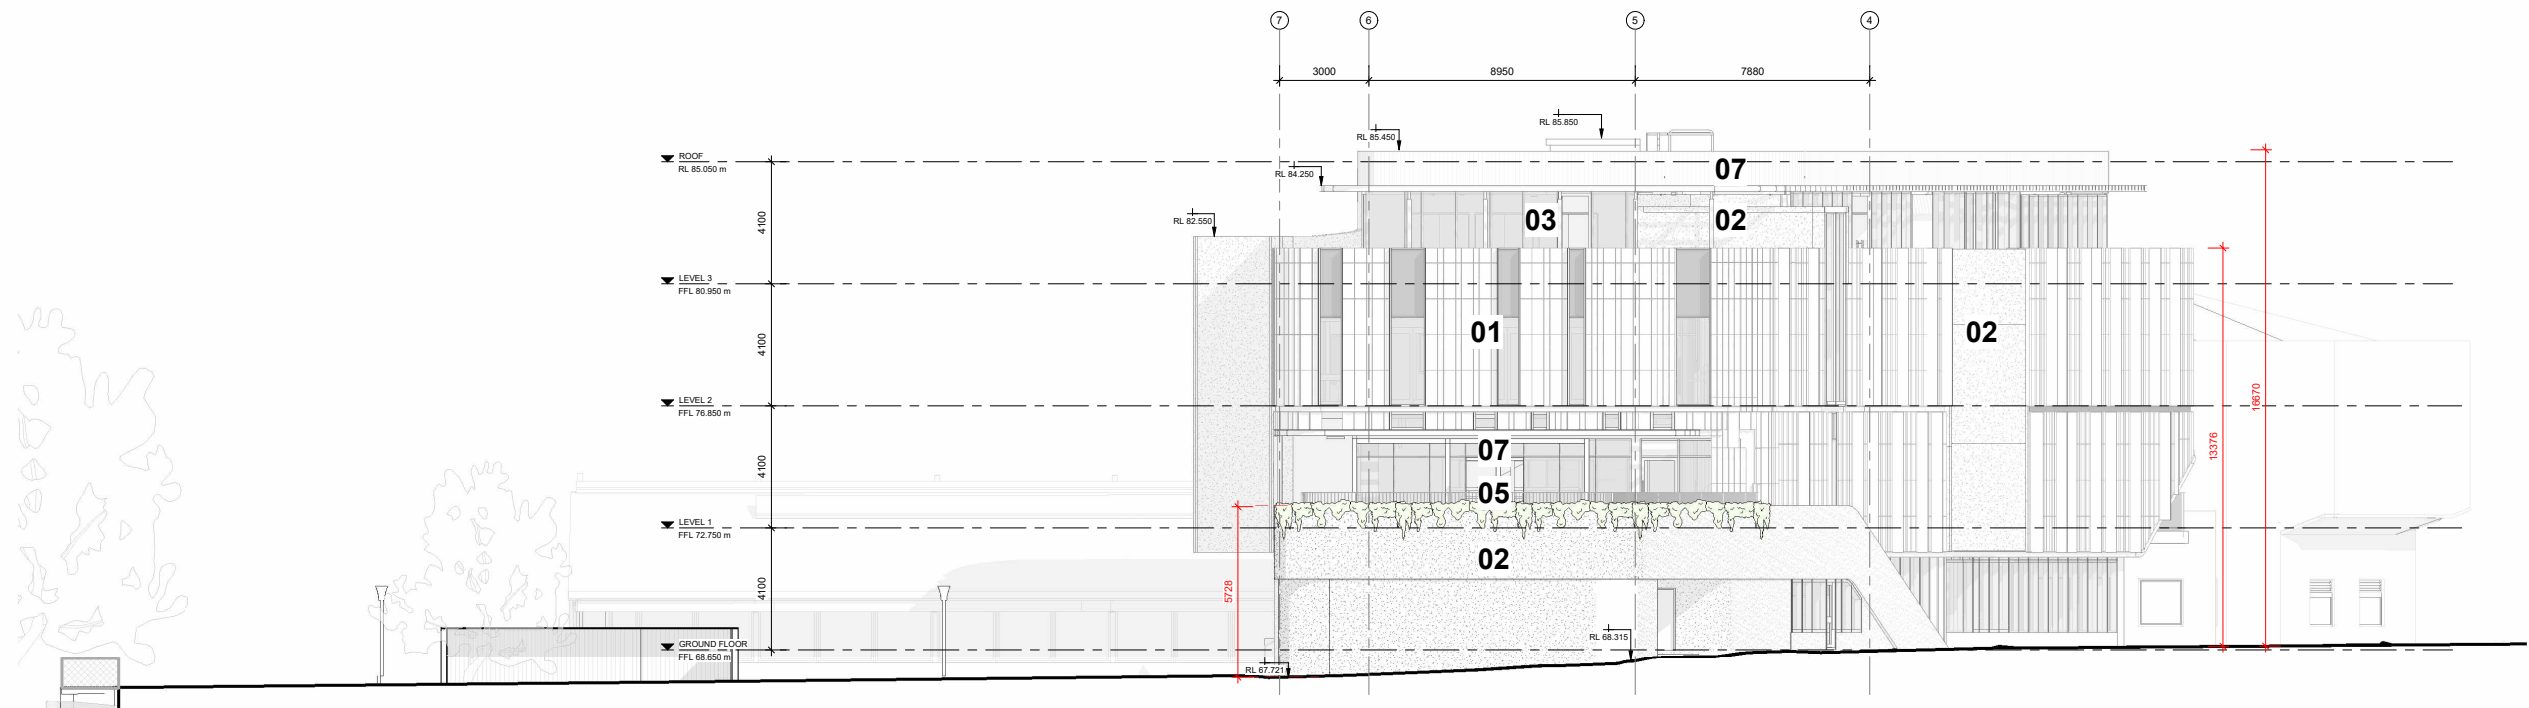 7
6
5
4
3000
8950
7880
RL 85.850
RL 85.450
ROOF
RL 85.050 m
07
RL 84.250
RL 82.550
03
02
4100
LEVEL 3
FFL 80.950 m
01
02
4100
LEVEL 2
FFL 76.850 m
16670
13376
07
4100
05
LEVEL 1
FFL 72.750 m
02
4100
5728
RL 68.315
GROUND FLOOR
FFL 68.650 m
RL 67.721